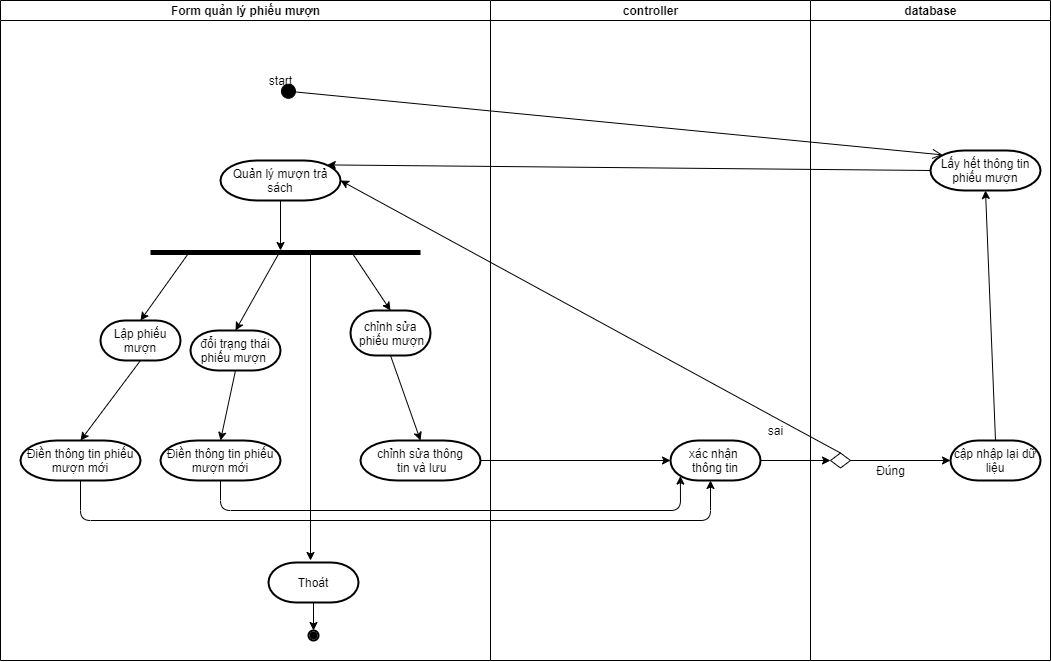 Form quản lý phiếu mượn
controller
database
start
Lấy hết thông tin
phiếu mượn
Quản lý mượn trả
sách
Lập phiếu
mượn
đổi trạng thái
phiếu mượn
chỉnh sửa
phiếu mượn
sai
Điền thông tin phiếu
mượn mới
Điền thông tin phiếu
mượn mới
chỉnh sửa thông
tin và lưu
xác nhận
thông tin
Đúng
cập nhập lại dữ
liệu
Thoát